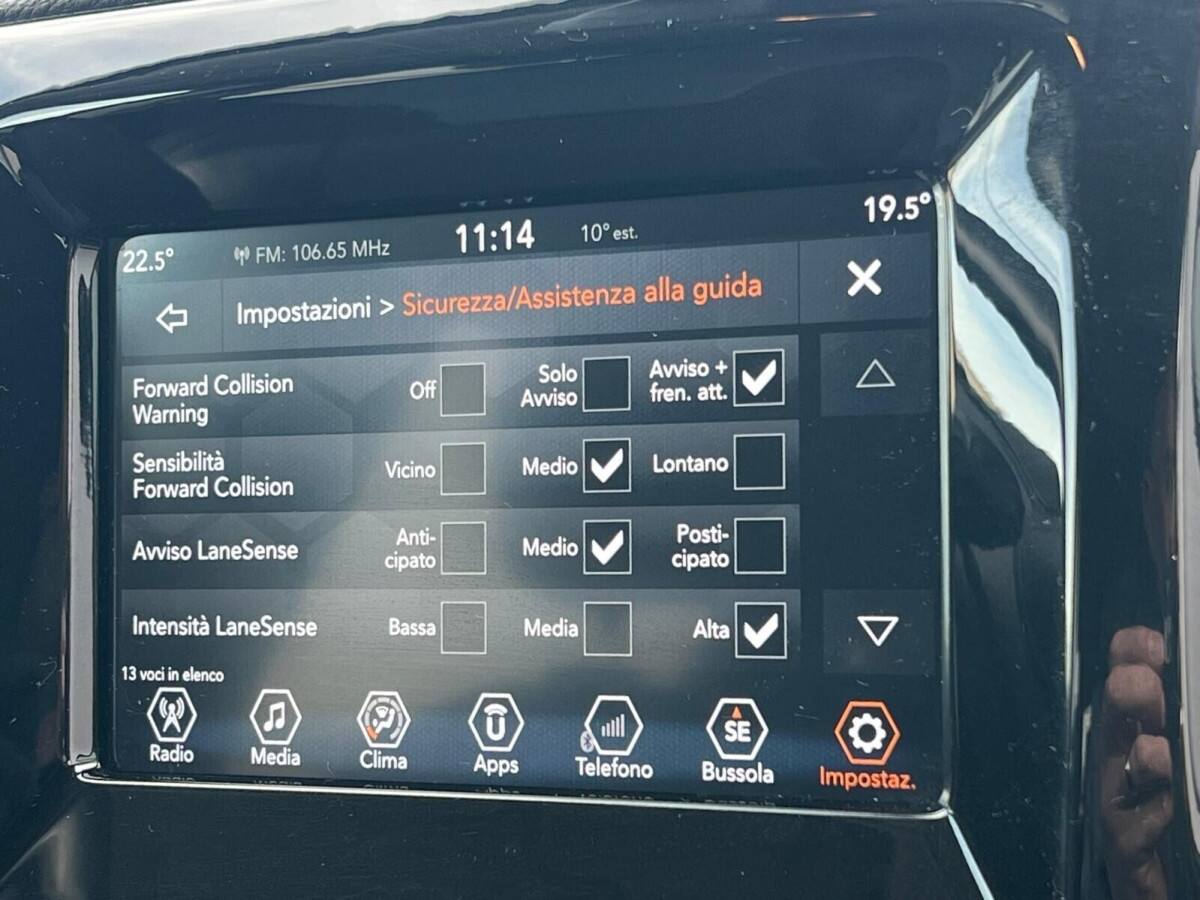 22.5° FM: 106.65 MHz 11:14 10° est. 19.5°
Impostazioni > Sicurezza/Assistenza alla guida
Forward Collision
Warning
Off
Solo
Avviso
Avviso +
fren. att.
Sensibilità
Forward Collision
Vicino
Medio
Lontano
Avviso LaneSense
Anti-
cipato
Medio
Posti-
cipato
Intensità LaneSense
Bassa
Media
Alta
13 voci in elenco
SE
Radio Media Clima Apps Telefono Bussola Impostaz.